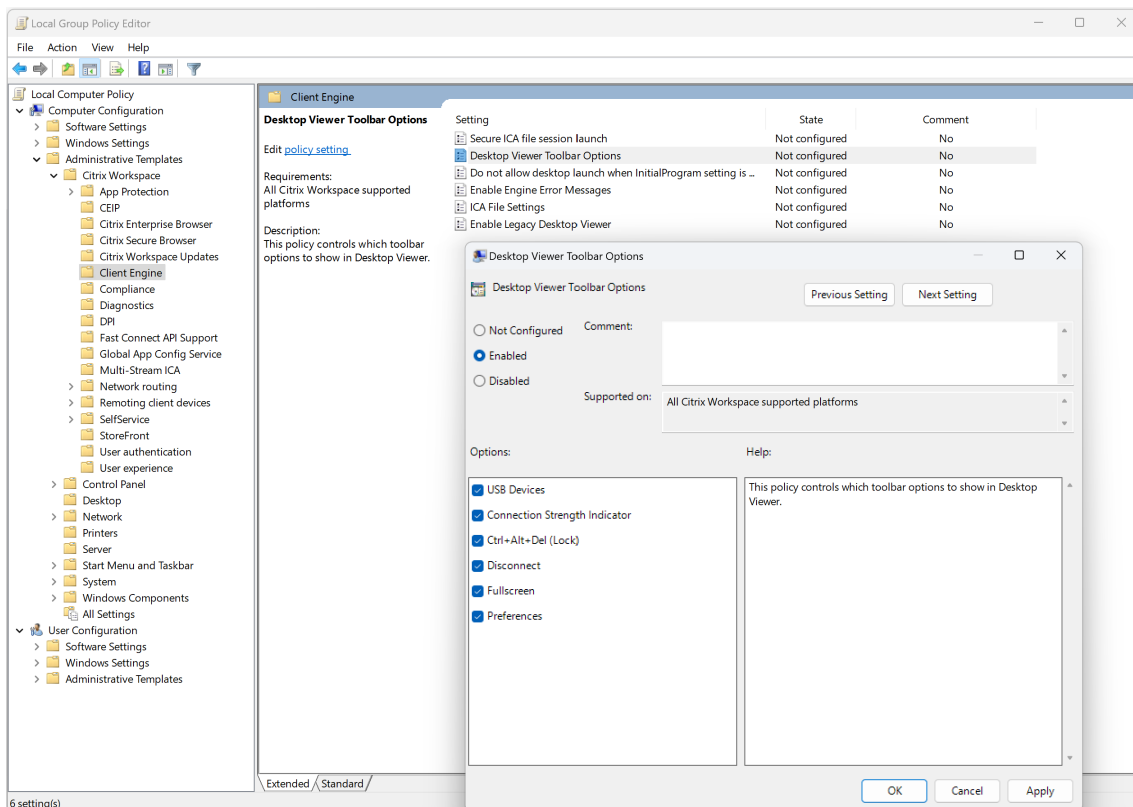 Local Group Policy Editor
File Action View Help
Local Computer Policy
Computer Configuration
Software Settings
Windows Settings
Administrative Templates
Citrix Workspace
App Protection
CEIP
Citrix Enterprise Browser
Citrix Secure Browser
Citrix Workspace Updates
Client Engine
Compliance
Diagnostics
DPI
Fast Connect API Support
Global App Config Service
Multi-Stream ICA
Network routing
Remoting client devices
SelfService
StoreFront
User authentication
User experience
Control Panel
Desktop
Network
Printers
Server
Start Menu and Taskbar
System
Windows Components
All Settings
User Configuration
Software Settings
Windows Settings
Administrative Templates
Client Engine
Desktop Viewer Toolbar Options
Edit policy setting
Requirements:
All Citrix Workspace supported
platforms
Description:
This policy controls which toolbar
options to show in Desktop Viewer.
Setting State Comment
Secure ICA file session launch Not configured No
Desktop Viewer Toolbar Options Not configured No
Do not allow desktop launch when InitialProgram setting is ... Not configured No
Enable Engine Error Messages Not configured No
ICA File Settings Not configured No
Enable Legacy Desktop Viewer Not configured No
Desktop Viewer Toolbar Options
Desktop Viewer Toolbar Options
Previous Setting Next Setting
Not Configured Comment:
Enabled
Disabled
Supported on: All Citrix Workspace supported platforms
Options: Help:
USB Devices
Connection Strength Indicator
Ctrl+Alt+Del (Lock)
Disconnect
Fullscreen
Preferences
This policy controls which toolbar options to show in Desktop
Viewer.
OK Cancel Apply
Extended Standard
6 setting(s)